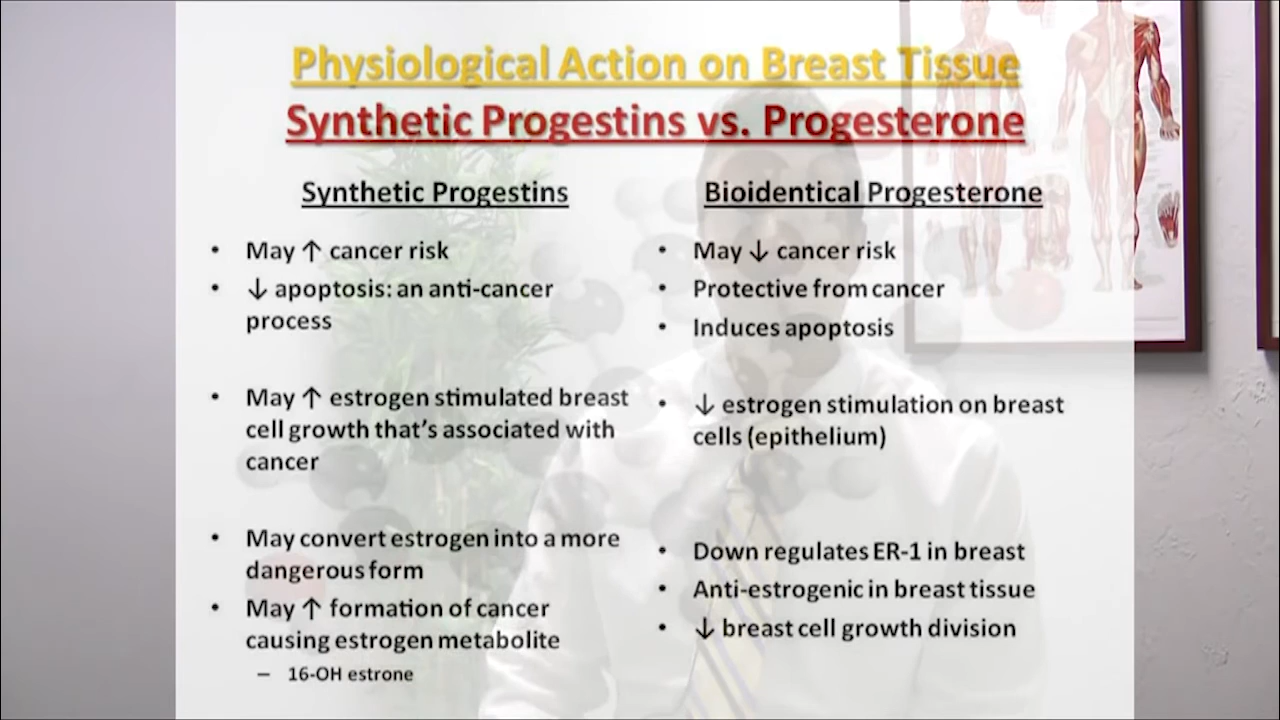 Physiological Action on Breast Tissue
Synthetic Progestins vs. Progesterone
Synthetic Progestins
• May ↑ cancer risk
• ↓ apoptosis: an anti-cancer
process
• May ↑ estrogen stimulated breast
cell growth that's associated with
cancer
• May convert estrogen into a more
dangerous form
• May ↑ formation of cancer
causing estrogen metabolite
– 16-OH estrone
Bioidentical Progesterone
• May ↓ cancer risk
• Protective from cancer
• Induces apoptosis
• ↓ estrogen stimulation on breast
cells (epithelium)
• Down regulates ER-1 in breast
• Anti-estrogenic in breast tissue
• ↓ breast cell growth division